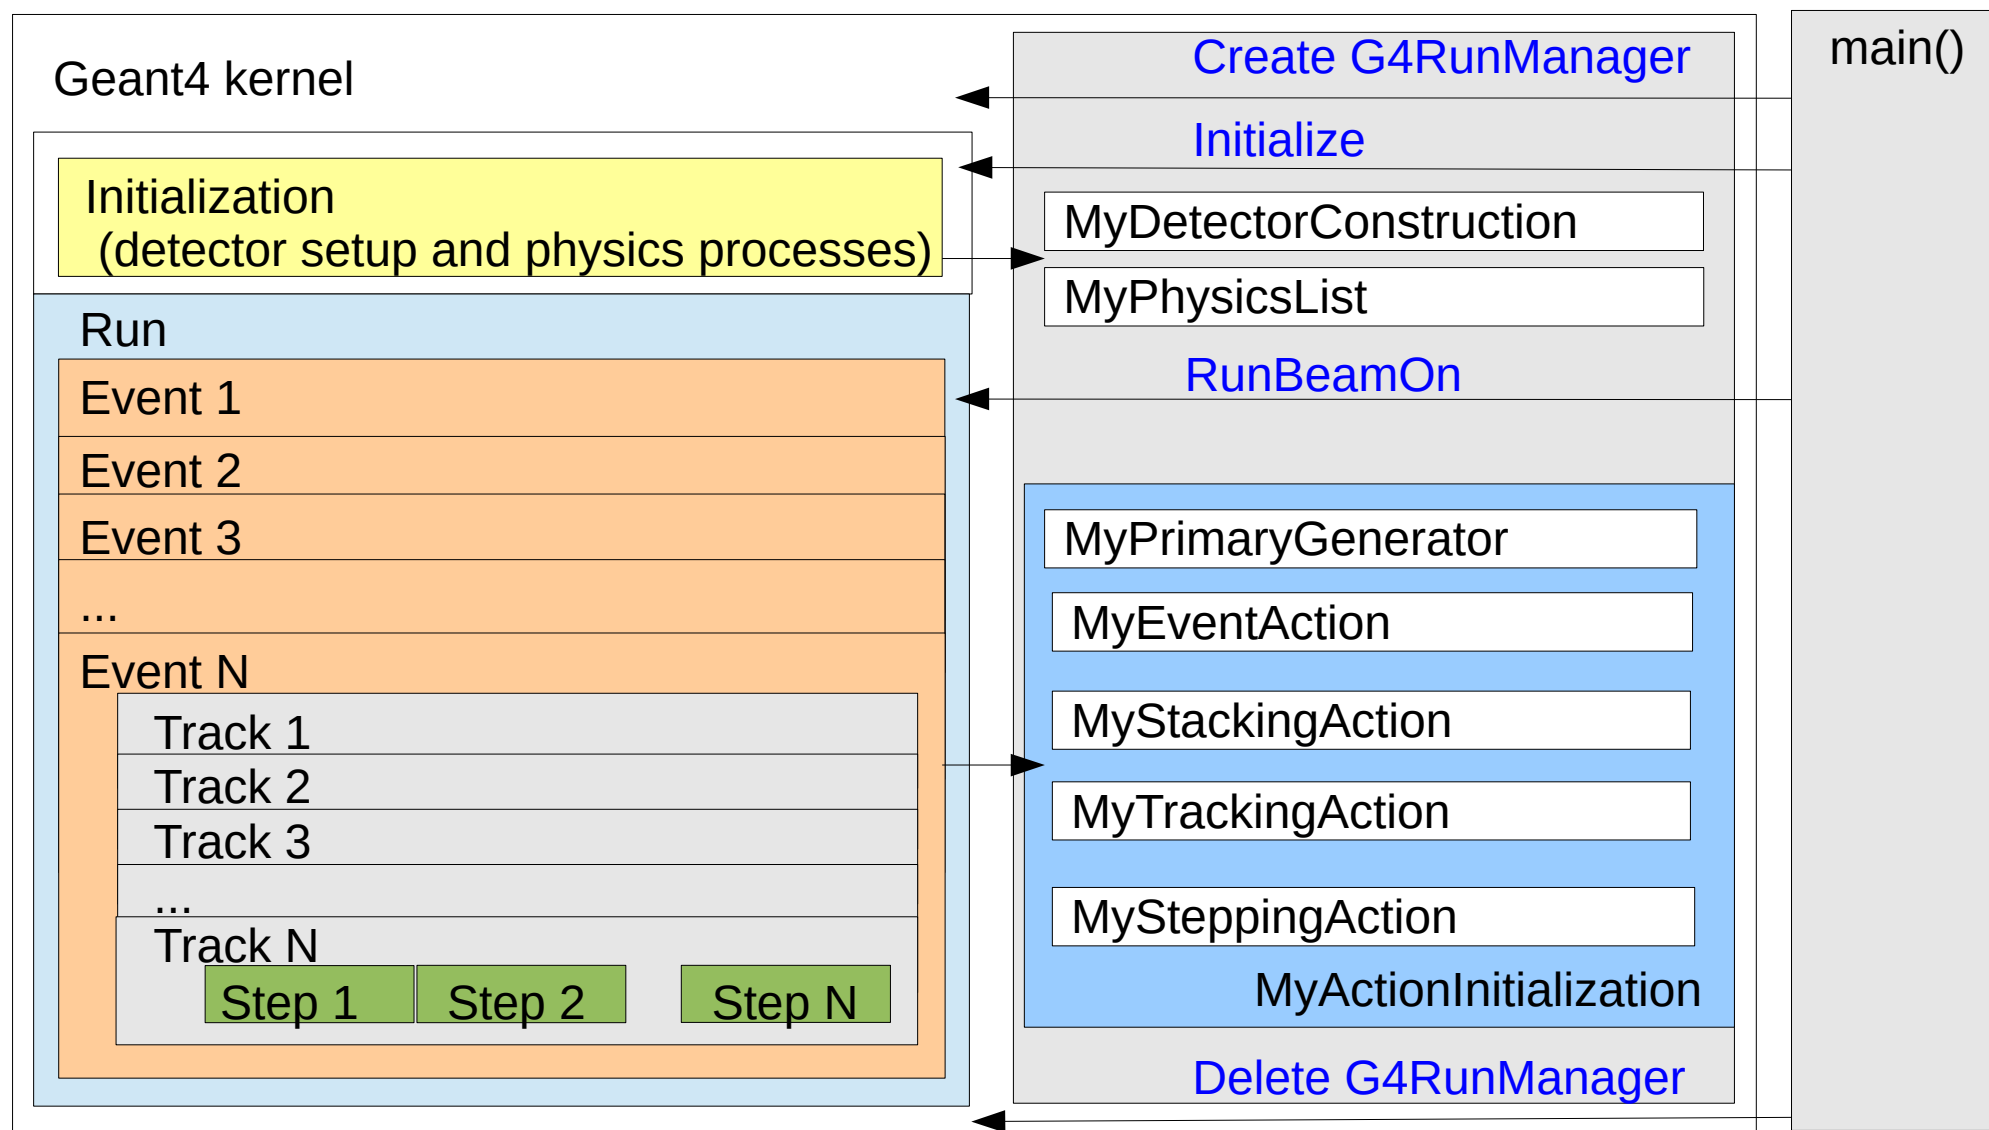 Geant4 kernel
Initialization
(detector setup and physics processes)
Run
Event 1
Event 2
Event 3
...
Event N
Track 1
Track 2
Track 3
...
Track N
Step 1
Step 2
Step N
Create G4RunManager
Initialize
MyDetectorConstruction
MyPhysicsList
RunBeamOn
MyPrimaryGenerator
MyEventAction
MyStackingAction
MyTrackingAction
MySteppingAction
MyActionInitialization
Delete G4RunManager
main()